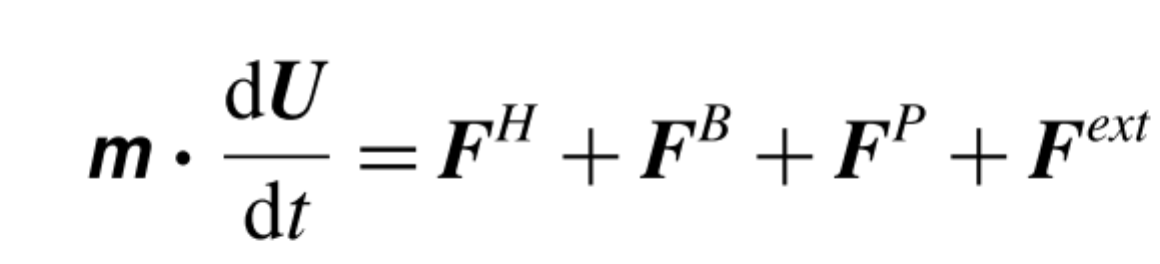 m · dU/dt = F^H + F^B + F^P + F^ext